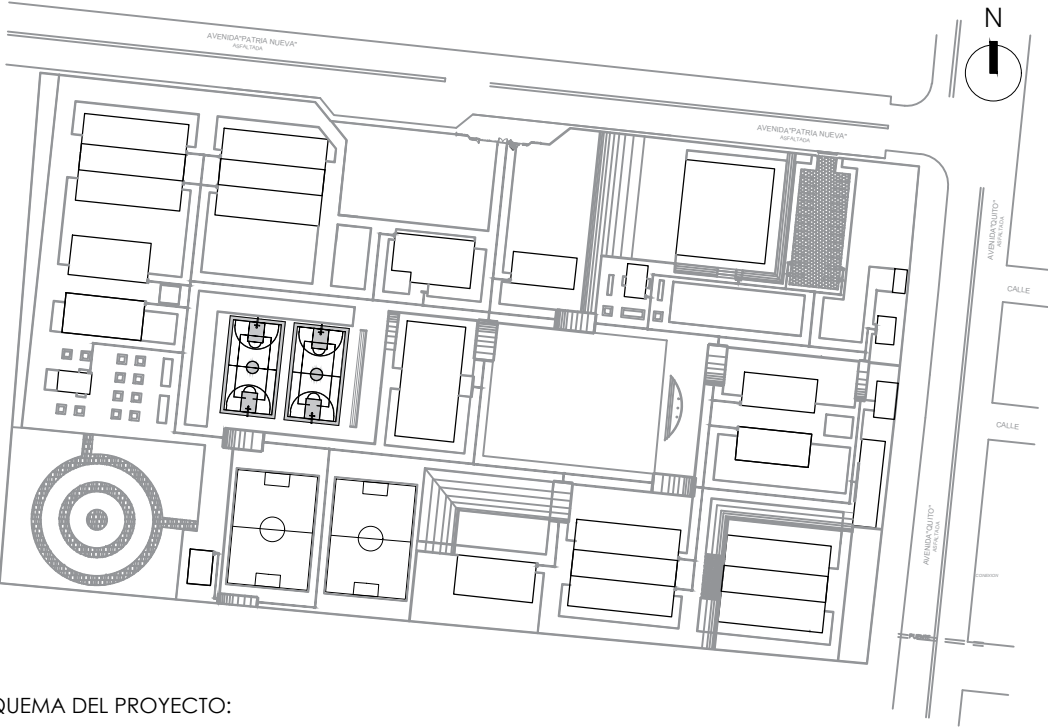 N
AVENIDA"PATRIA NUEVA"
ASFALTADA
AVENIDA"PATRIA NUEVA"
ASFALTADA
AVENIDA"QUITO"
ASFALTADA
CALLE
CALLE
AVENIDA"QUITO"
ASFALTADA
QUEMA DEL PROYECTO: